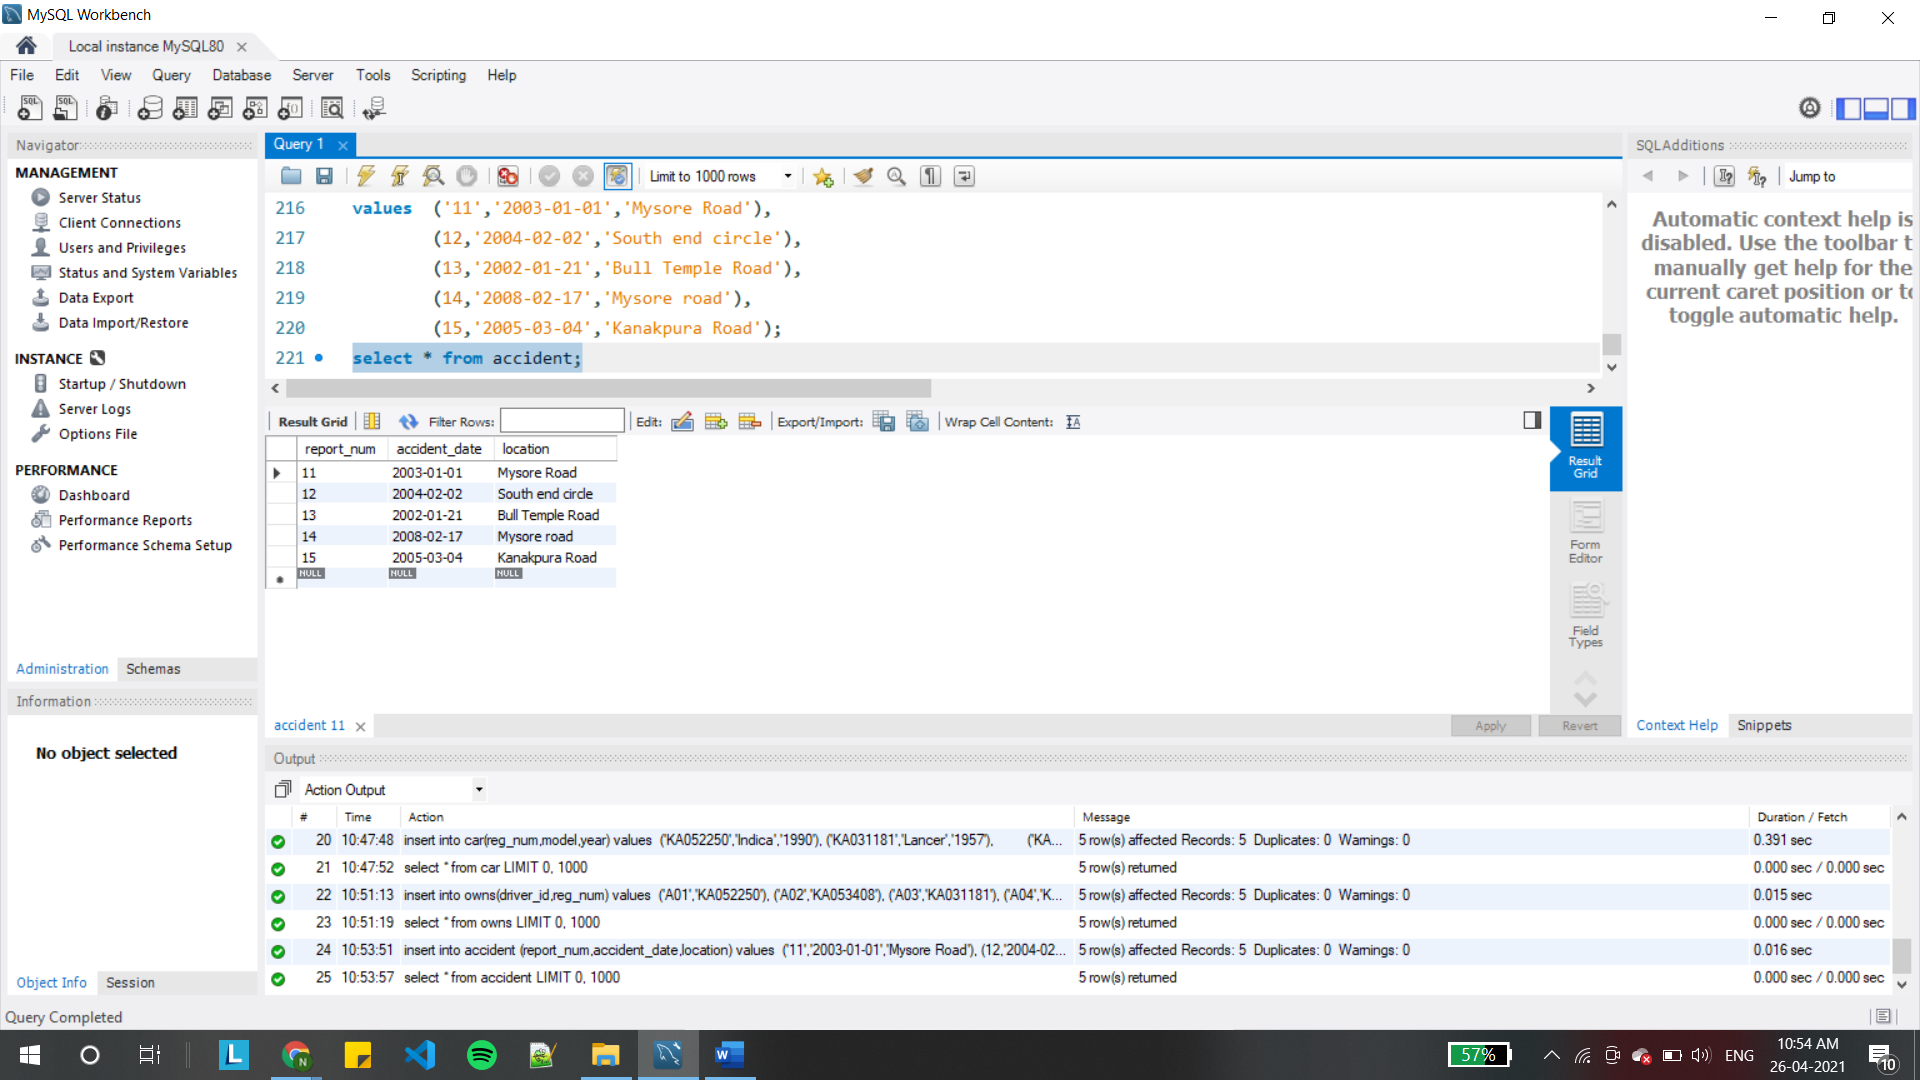 MySQL Workbench
Local instance MySQL80
File Edit View Query Database Server Tools Scripting Help
Navigator
MANAGEMENT
Server Status
Client Connections
Users and Privileges
Status and System Variables
Data Export
Data Import/Restore
INSTANCE
Startup / Shutdown
Server Logs
Options File
PERFORMANCE
Dashboard
Performance Reports
Performance Schema Setup
Administration Schemas
Information
No object selected
Object Info Session
Query 1
Limit to 1000 rows
216 values ('11','2003-01-01','Mysore Road'),
217 (12,'2004-02-02','South end circle'),
218 (13,'2002-01-21','Bull Temple Road'),
219 (14,'2008-02-17','Mysore road'),
220 (15,'2005-03-04','Kanakpura Road');
221 select * from accident;
Result Grid Filter Rows: Edit: Export/Import: Wrap Cell Content:
report_num accident_date location
11 2003-01-01 Mysore Road
12 2004-02-02 South end circle
13 2002-01-21 Bull Temple Road
14 2008-02-17 Mysore road
15 2005-03-04 Kanakpura Road
NULL NULL NULL
Result
Grid
Form
Editor
Field
Types
accident 11
Apply Revert
SQLAdditions
Jump to
Automatic context help is
disabled. Use the toolbar t
manually get help for the
current caret position or to
toggle automatic help.
Context Help Snippets
Output
Action Output
# Time Action Message Duration / Fetch
20 10:47:48 insert into car(reg_num,model,year) values ('KA052250','Indica','1990'), ('KA031181','Lancer','1957'), ('KA... 5 row(s) affected Records: 5 Duplicates: 0 Warnings: 0 0.391 sec
21 10:47:52 select * from car LIMIT 0, 1000 5 row(s) returned 0.000 sec / 0.000 sec
22 10:51:13 insert into owns(driver_id,reg_num) values ('A01','KA052250'), ('A02','KA053408'), ('A03','KA031181'), ('A04','K... 5 row(s) affected Records: 5 Duplicates: 0 Warnings: 0 0.015 sec
23 10:51:19 select * from owns LIMIT 0, 1000 5 row(s) returned 0.000 sec / 0.000 sec
24 10:53:51 insert into accident (report_num,accident_date,location) values ('11','2003-01-01','Mysore Road'), (12,'2004-02... 5 row(s) affected Records: 5 Duplicates: 0 Warnings: 0 0.016 sec
25 10:53:57 select * from accident LIMIT 0, 1000 5 row(s) returned 0.000 sec / 0.000 sec
Query Completed
57%
ENG
10:54 AM
26-04-2021
10